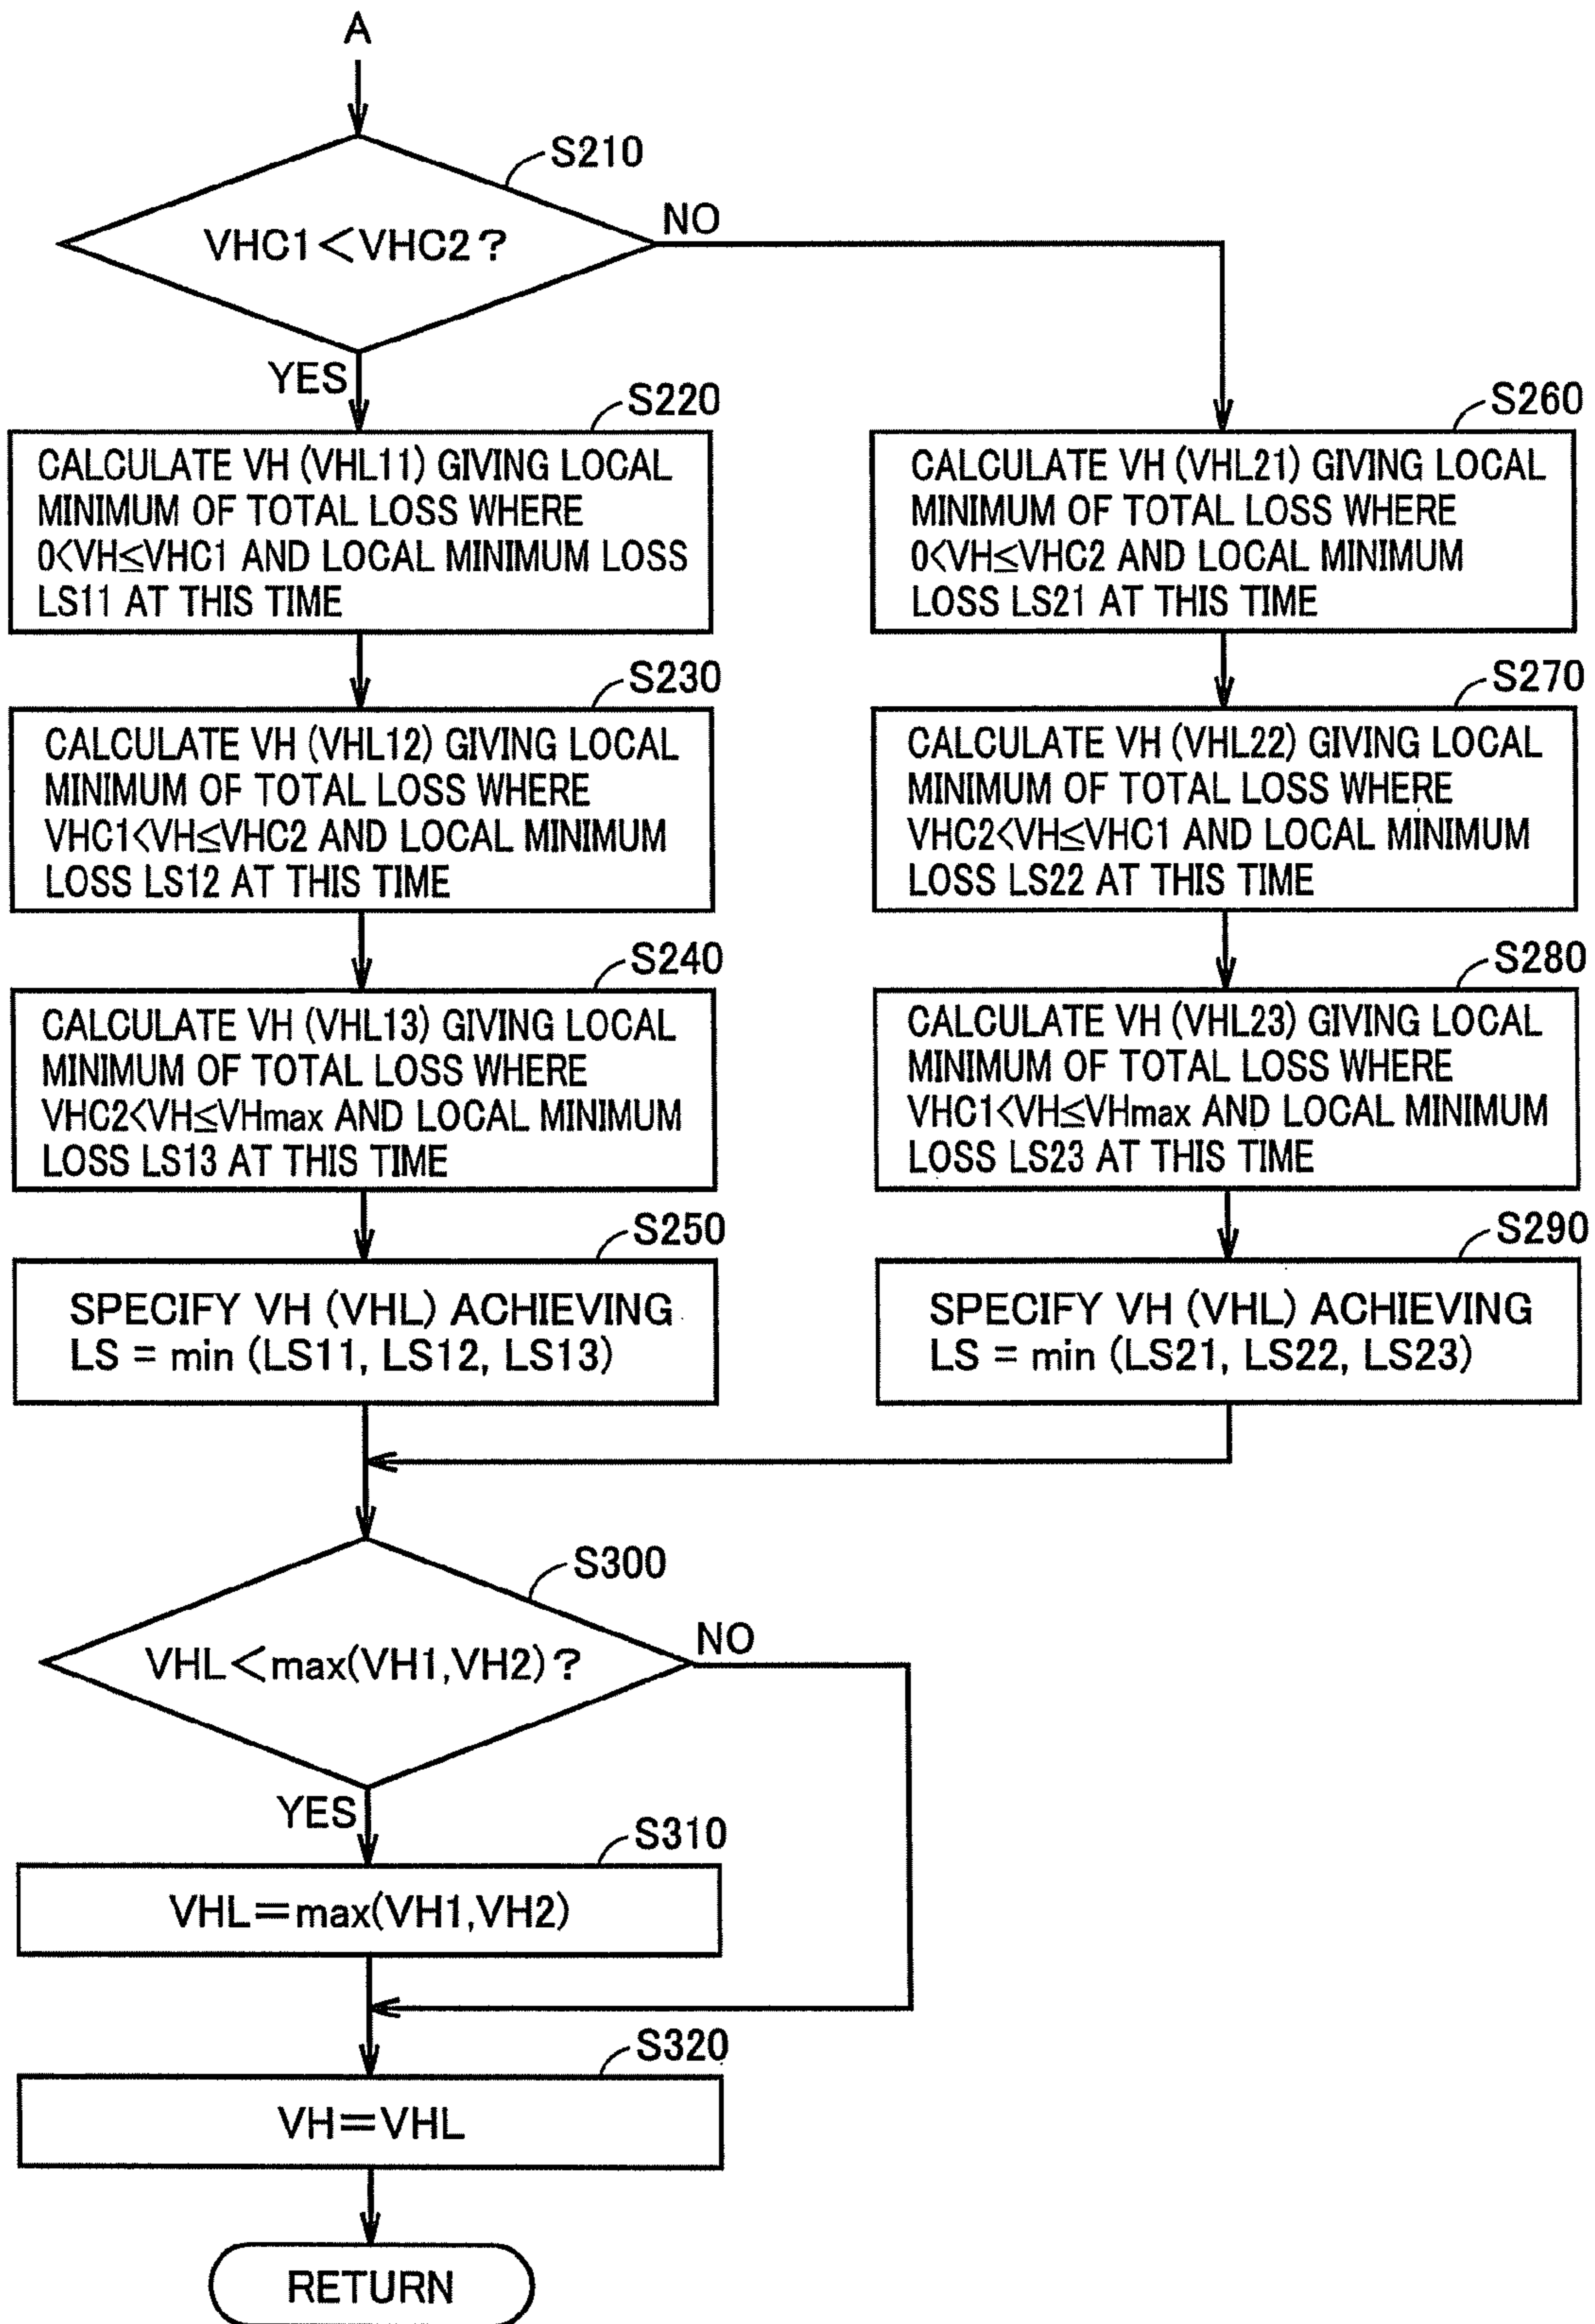 A
S210
VHC1<VHC2?
NO
YES
S220
CALCULATE VH (VHL11) GIVING LOCAL
MINIMUM OF TOTAL LOSS WHERE
0<VH≤VHC1 AND LOCAL MINIMUM LOSS
LS11 AT THIS TIME
S230
CALCULATE VH (VHL12) GIVING LOCAL
MINIMUM OF TOTAL LOSS WHERE
VHC1<VH≤VHC2 AND LOCAL MINIMUM
LOSS LS12 AT THIS TIME
S240
CALCULATE VH (VHL13) GIVING LOCAL
MINIMUM OF TOTAL LOSS WHERE
VHC2<VH≤VHmax AND LOCAL MINIMUM
LOSS LS13 AT THIS TIME
S250
SPECIFY VH (VHL) ACHIEVING
LS = min (LS11, LS12, LS13)
S260
CALCULATE VH (VHL21) GIVING LOCAL
MINIMUM OF TOTAL LOSS WHERE
0<VH≤VHC2 AND LOCAL MINIMUM
LOSS LS21 AT THIS TIME
S270
CALCULATE VH (VHL22) GIVING LOCAL
MINIMUM OF TOTAL LOSS WHERE
VHC2<VH≤VHC1 AND LOCAL MINIMUM
LOSS LS22 AT THIS TIME
S280
CALCULATE VH (VHL23) GIVING LOCAL
MINIMUM OF TOTAL LOSS WHERE
VHC1<VH≤VHmax AND LOCAL MINIMUM
LOSS LS23 AT THIS TIME
S290
SPECIFY VH (VHL) ACHIEVING
LS = min (LS21, LS22, LS23)
S300
VHL<max(VH1,VH2)?
NO
YES
S310
VHL=max(VH1,VH2)
S320
VH=VHL
RETURN